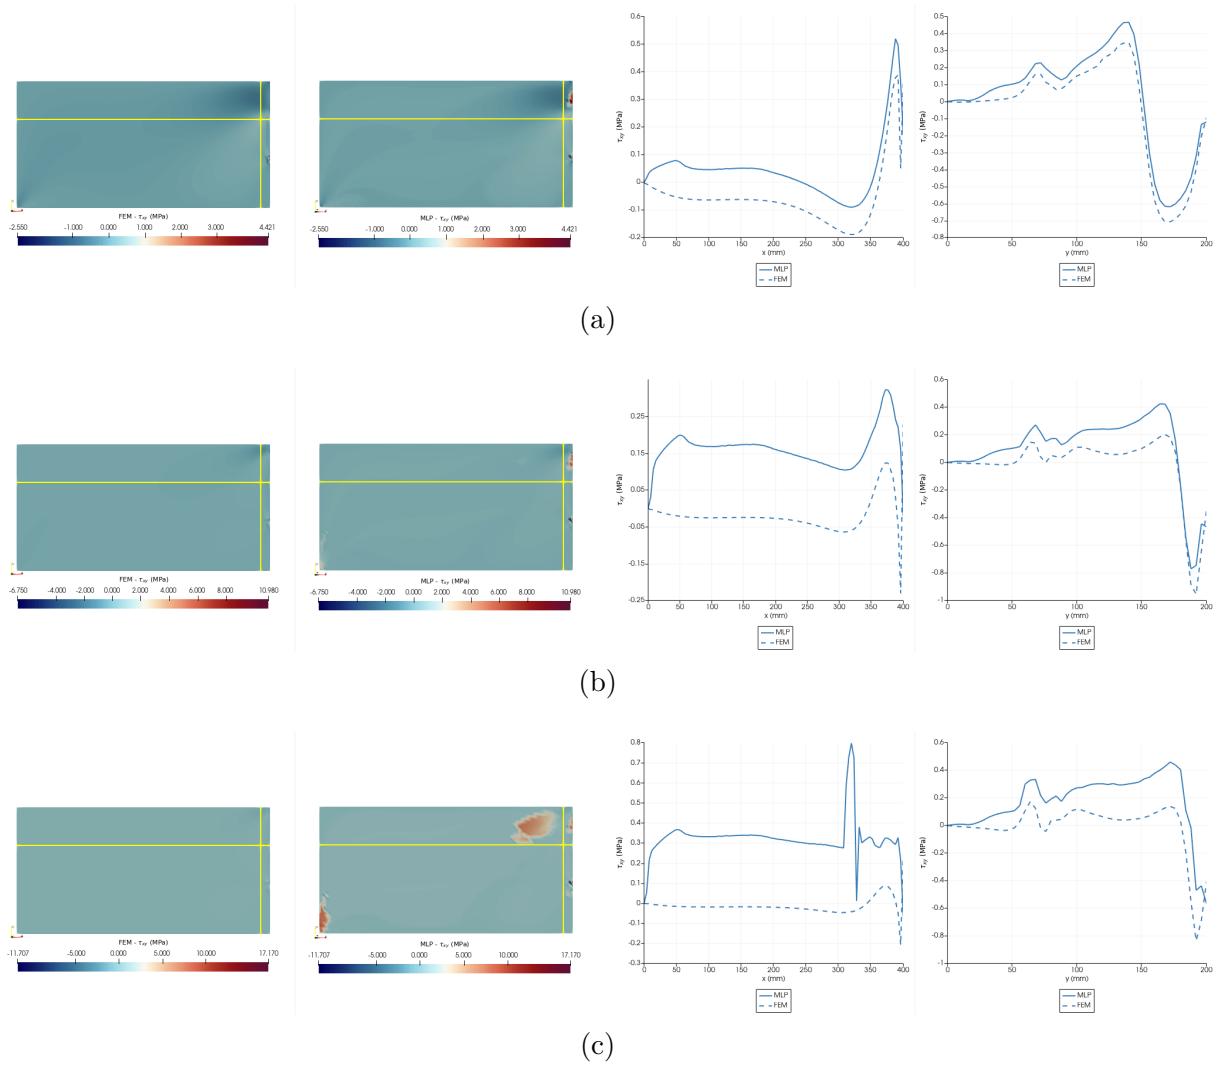 FEM - τxy (MPa)
-2.550 -1.000 0.000 1.000 2.000 3.000 4.421
MLP - τxy (MPa)
-2.550 -1.000 0.000 1.000 2.000 3.000 4.421
0.6
0.5
0.4
0.3
0.2
0.1
0
-0.1
-0.2
τxy (MPa)
0 50 100 150 200 250 300 350 400
x (mm)
MLP
FEM
0.5
0.4
0.3
0.2
0.1
0
-0.1
-0.2
-0.3
-0.4
-0.5
-0.6
-0.7
-0.8
τxy (MPa)
0 50 100 150 200
y (mm)
MLP
FEM
(a)
FEM - τxy (MPa)
-6.750 -4.000 -2.000 0.000 2.000 4.000 6.000 8.000 10.980
MLP - τxy (MPa)
-6.750 -4.000 -2.000 0.000 2.000 4.000 6.000 8.000 10.980
0.25
0.15
0.05
-0.05
-0.15
-0.25
τxy (MPa)
0 50 100 150 200 250 300 350 400
x (mm)
MLP
FEM
0.6
0.4
0.2
0
-0.2
-0.4
-0.6
-0.8
-1
τxy (MPa)
0 50 100 150 200
y (mm)
MLP
FEM
(b)
FEM - τxy (MPa)
-11.707 -5.000 0.000 5.000 10.000 17.170
MLP - τxy (MPa)
-11.707 -5.000 0.000 5.000 10.000 17.170
0.8
0.7
0.6
0.5
0.4
0.3
0.2
0.1
0
-0.1
-0.2
-0.3
τxy (MPa)
0 50 100 150 200 250 300 350 400
x (mm)
MLP
FEM
0.6
0.4
0.2
0
-0.2
-0.4
-0.6
-0.8
-1
τxy (MPa)
0 50 100 150 200
y (mm)
MLP
FEM
(c)